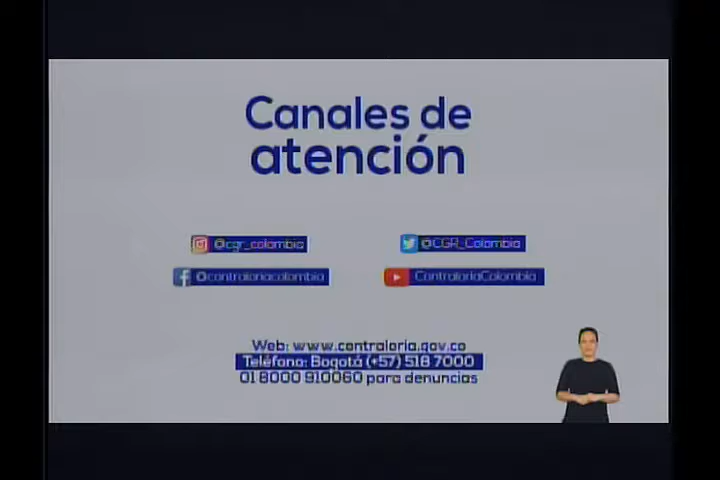 Canales de
atención
@cgr_colombia
@CGR_Colombia
@contraloriacolombia
ContraloríaColombia
Web: www.contraloria.gov.co
Teléfono: Bogotá (+57) 518 7000
01 8000 910060 para denuncias